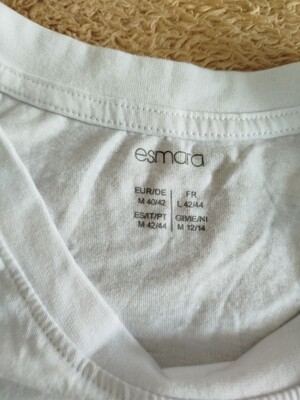 esmara
EUR/DE FR
M 40/42 L 42/44
ES/IT/PT GB/IE/NI
M 42/44 M 12/14